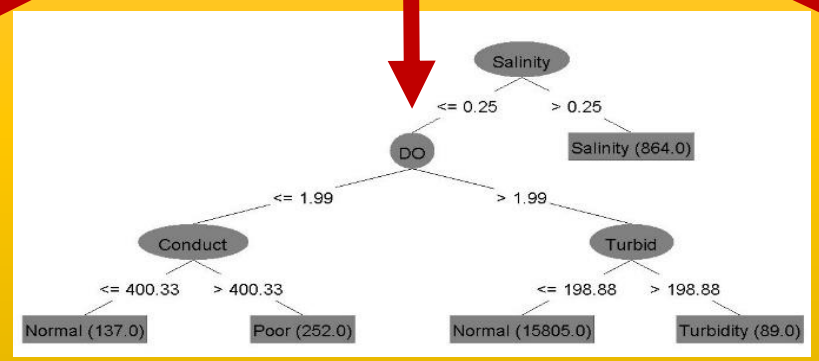 Salinity
<= 0.25 > 0.25
DO Salinity (864.0)
<= 1.99 > 1.99
Conduct Turbid
<= 400.33 > 400.33 <= 198.88 > 198.88
Normal (137.0) Poor (252.0) Normal (15805.0) Turbidity (89.0)